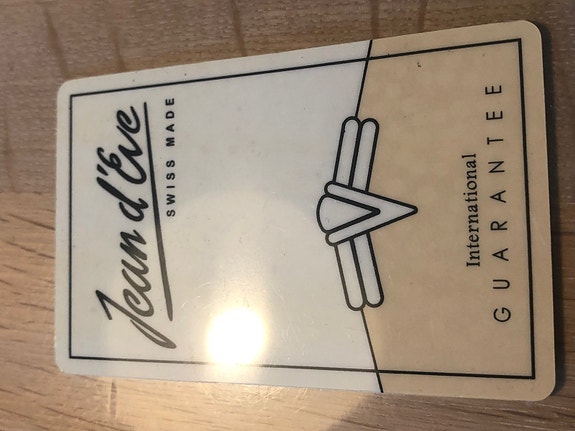 Jean d'Eve
SWISS MADE
International
GUARANTEE